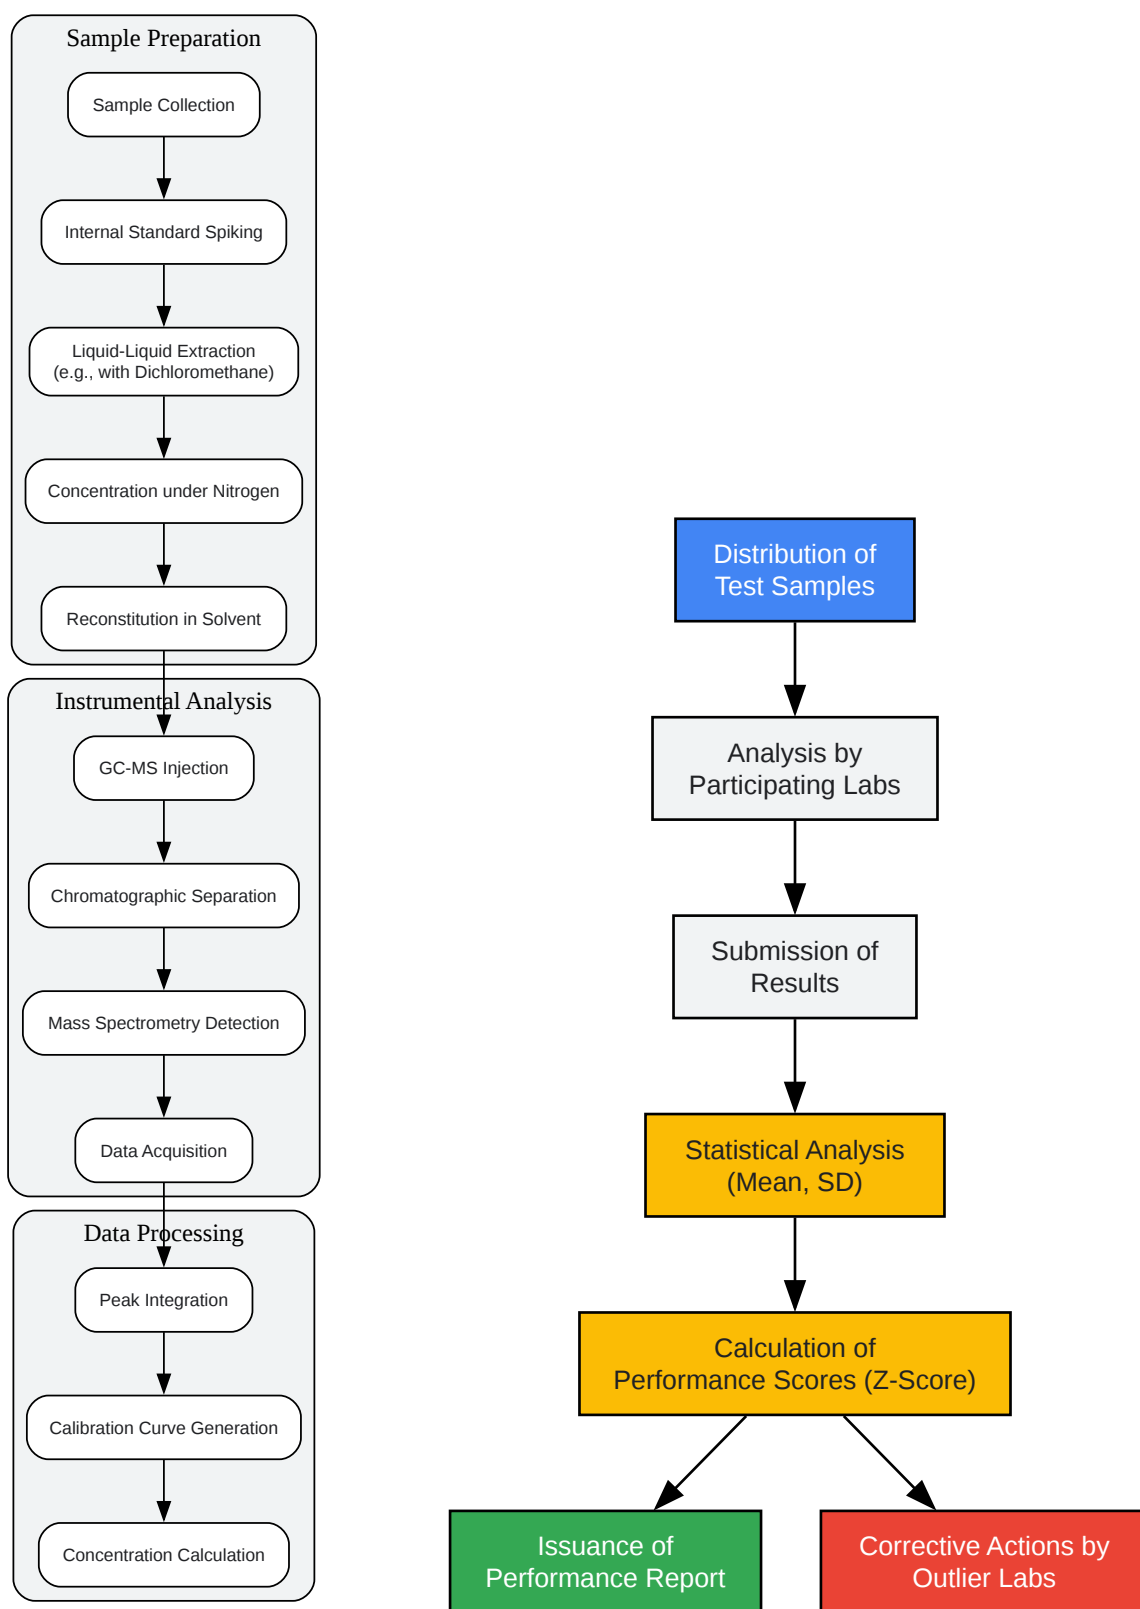 Sample Preparation
Sample Collection
Internal Standard Spiking
Liquid-Liquid Extraction
(e.g., with Dichloromethane)
Concentration under Nitrogen
Reconstitution in Solvent
Instrumental Analysis
GC-MS Injection
Chromatographic Separation
Mass Spectrometry Detection
Data Acquisition
Data Processing
Peak Integration
Calibration Curve Generation
Concentration Calculation
Distribution of
Test Samples
Analysis by
Participating Labs
Submission of
Results
Statistical Analysis
(Mean, SD)
Calculation of
Performance Scores (Z-Score)
Issuance of
Performance Report
Corrective Actions by
Outlier Labs